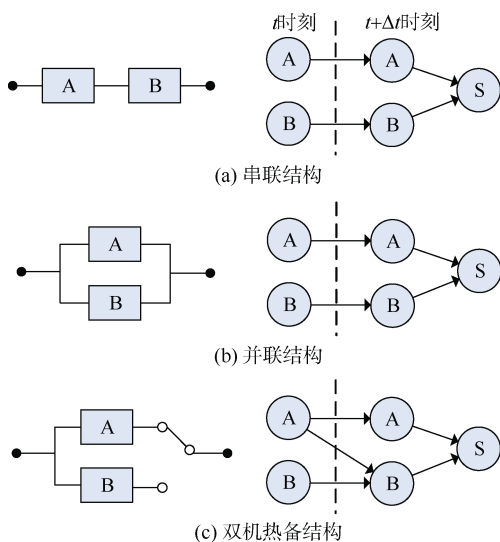 t时刻 t+Δt时刻
A B A A S
B B
(a) 串联结构
A A A S
B B B
(b) 并联结构
A A A S
B B B
(c) 双机热备结构